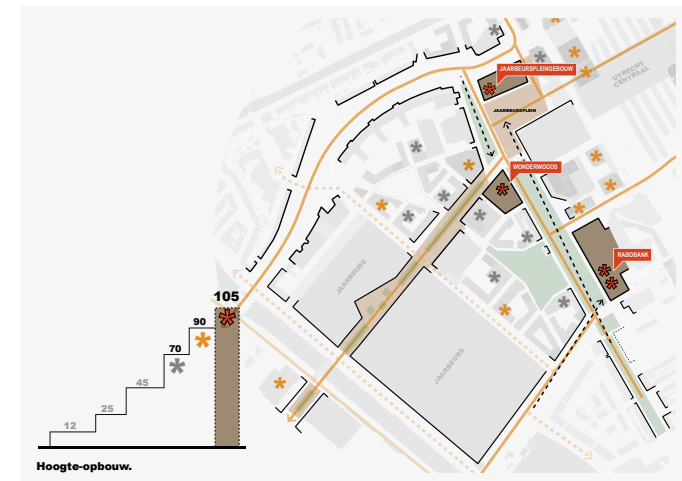 JAARBEURSPLEINGEBOUW
UTRECHT
CENTRAAL
JAARBEURSPLEIN
WONDERWOODS
RABOBANK
JAARBEURS
JAARBEURS
105
90
70
45
25
12
Hoogte-opbouw.